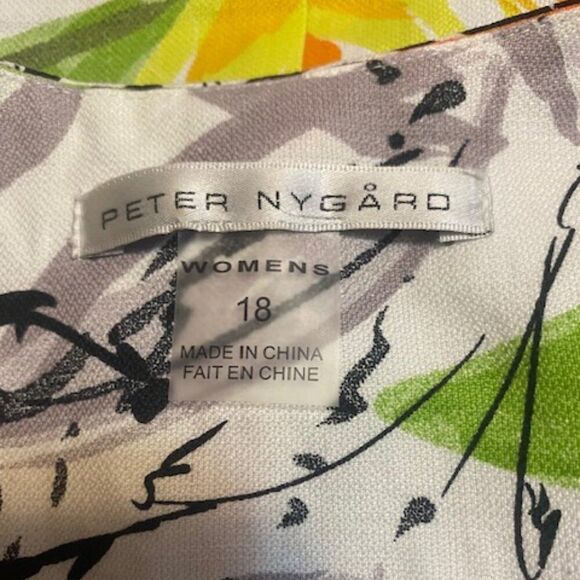 PETER NYGÅRD
WOMENS
18
MADE IN CHINA
FAIT EN CHINE